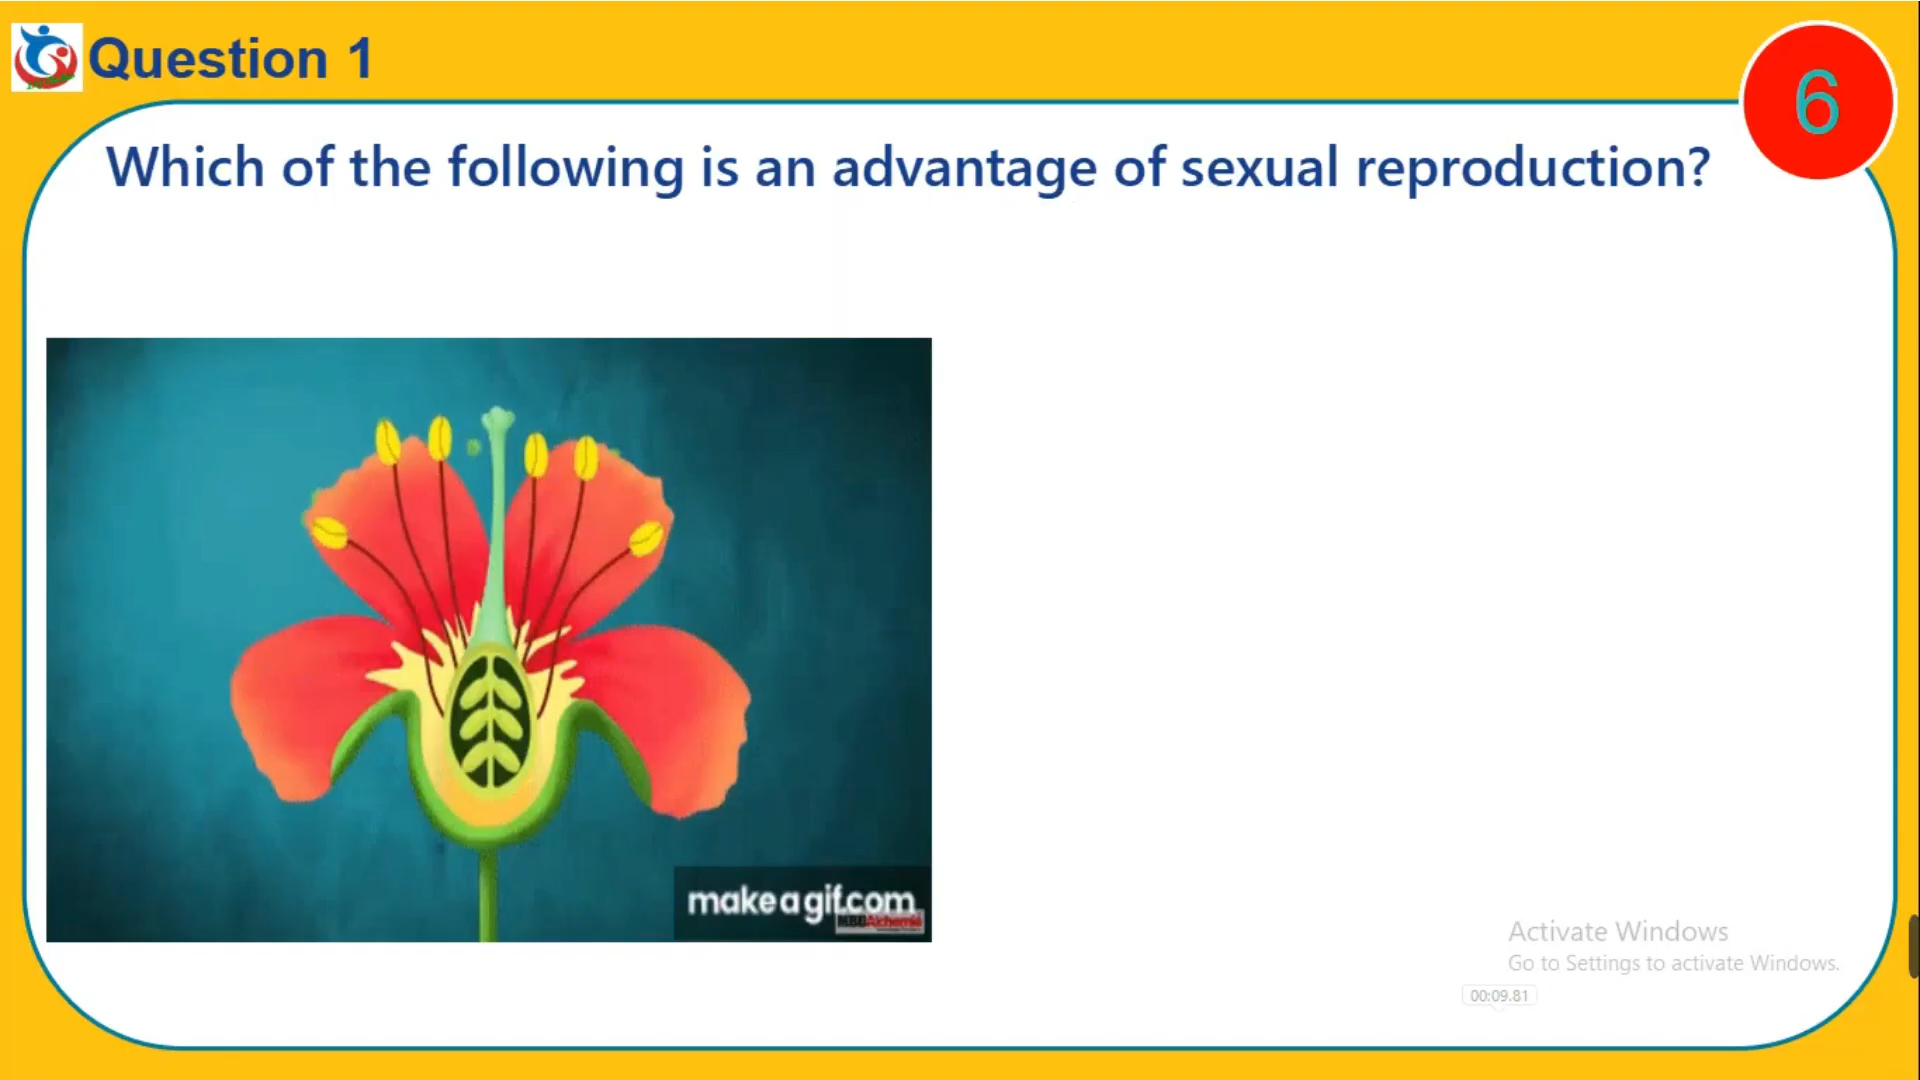 Question 1
6
Which of the following is an advantage of sexual reproduction?
makeagif.com
Activate Windows
Go to Settings to activate Windows.
00:09.81